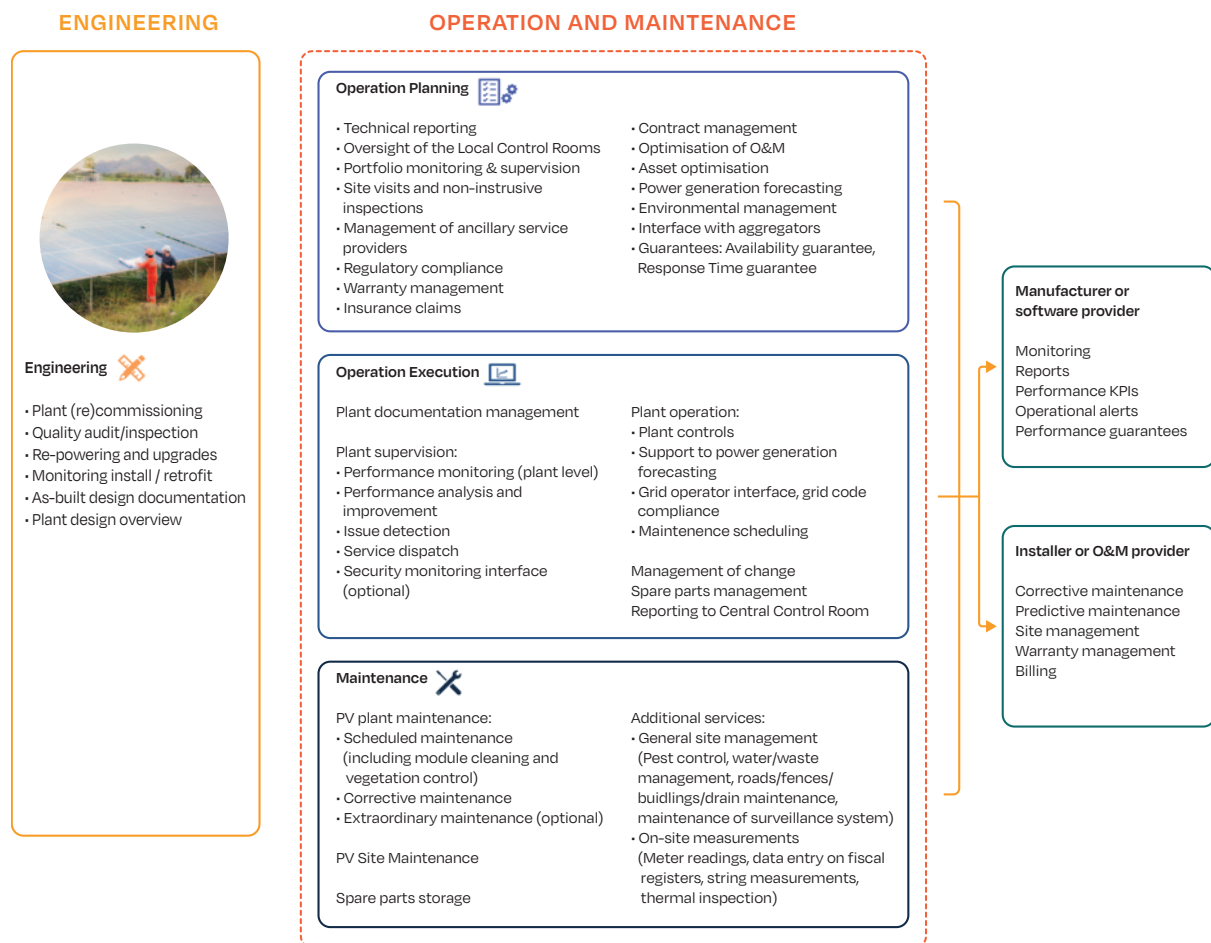 ENGINEERING
Engineering
• Plant (re)commissioning
• Quality audit/inspection
• Re-powering and upgrades
• Monitoring install / retrofit
• As-built design documentation
• Plant design overview
OPERATION AND MAINTENANCE
Operation Planning
• Technical reporting
• Oversight of the Local Control Rooms
• Portfolio monitoring & supervision
• Site visits and non-instrusive
inspections
• Management of ancillary service
providers
• Regulatory compliance
• Warranty management
• Insurance claims
• Contract management
• Optimisation of O&M
• Asset optimisation
• Power generation forecasting
• Environmental management
• Interface with aggregators
• Guarantees: Availability guarantee,
Response Time guarantee
Operation Execution
Plant documentation management
Plant supervision:
• Performance monitoring (plant level)
• Performance analysis and
improvement
• Issue detection
• Service dispatch
• Security monitoring interface
(optional)
Plant operation:
• Plant controls
• Support to power generation
forecasting
• Grid operator interface, grid code
compliance
• Maintenence scheduling
Management of change
Spare parts management
Reporting to Central Control Room
Maintenance
PV plant maintenance:
• Scheduled maintenance
(including module cleaning and
vegetation control)
• Corrective maintenance
• Extraordinary maintenance (optional)
PV Site Maintenance
Spare parts storage
Additional services:
• General site management
(Pest control, water/waste
management, roads/fences/
buidlings/drain maintenance,
maintenance of surveillance system)
• On-site measurements
(Meter readings, data entry on fiscal
registers, string measurements,
thermal inspection)
Manufacturer or
software provider
Monitoring
Reports
Performance KPIs
Operational alerts
Performance guarantees
Installer or O&M provider
Corrective maintenance
Predictive maintenance
Site management
Warranty management
Billing